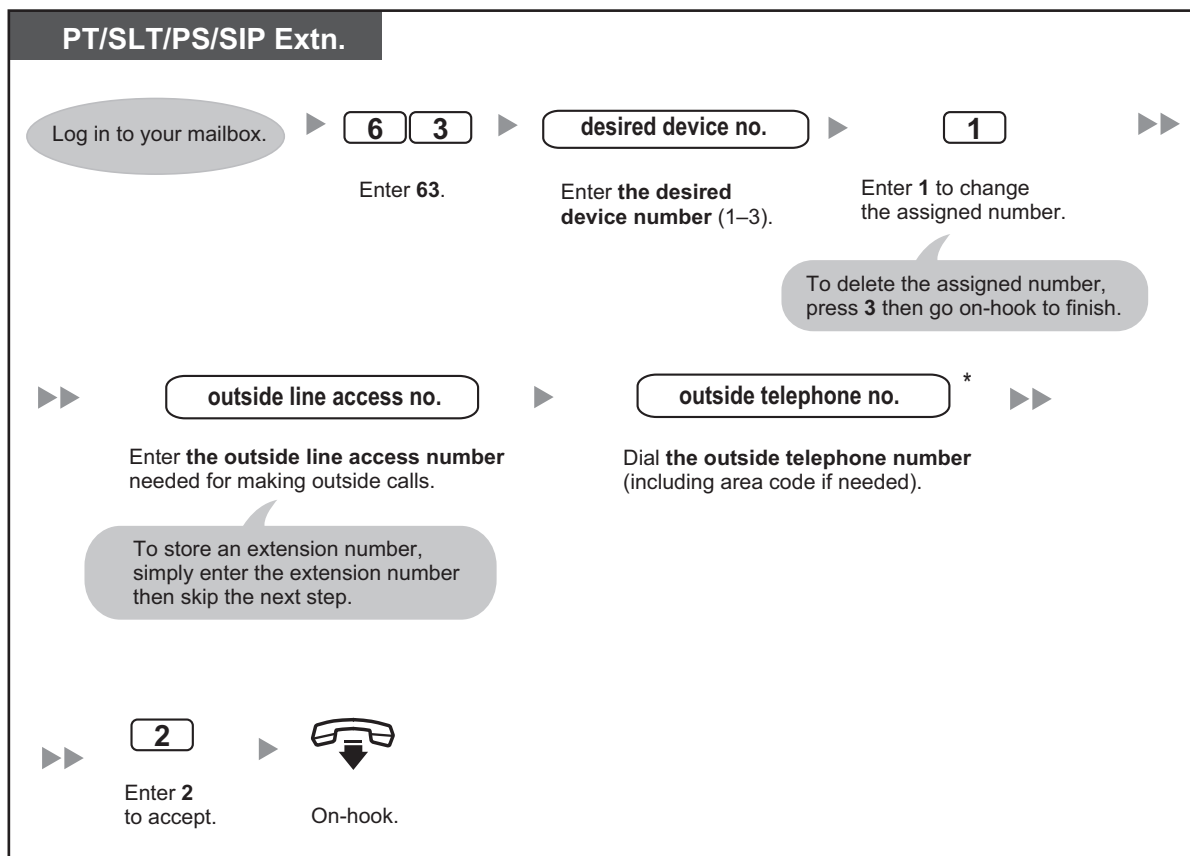 PT/SLT/PS/SIP Extn.
Log in to your mailbox.
6 3
desired device no.
1
Enter 63.
Enter the desired
device number (1–3).
Enter 1 to change
the assigned number.
To delete the assigned number,
press 3 then go on-hook to finish.
outside line access no.
outside telephone no. *
Enter the outside line access number
needed for making outside calls.
Dial the outside telephone number
(including area code if needed).
To store an extension number,
simply enter the extension number
then skip the next step.
2
Enter 2
to accept.
On-hook.